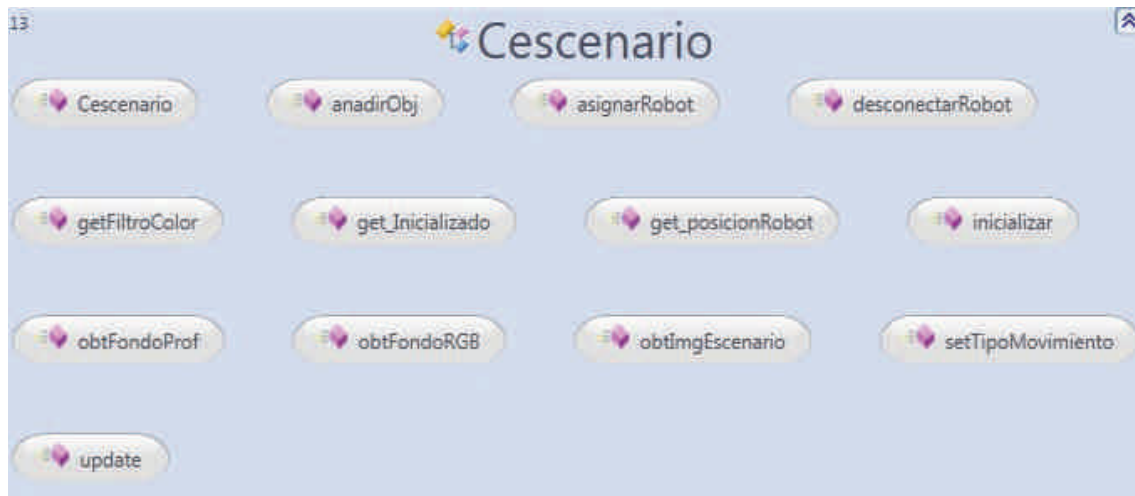 13
Cescenario
Cescenario anadirObj asignarRobot desconectarRobot
getFiltroColor get_Inicializado get_posicionRobot inicializar
obtFondoProf obtFondoRGB obtImgEscenario setTipoMovimiento
update